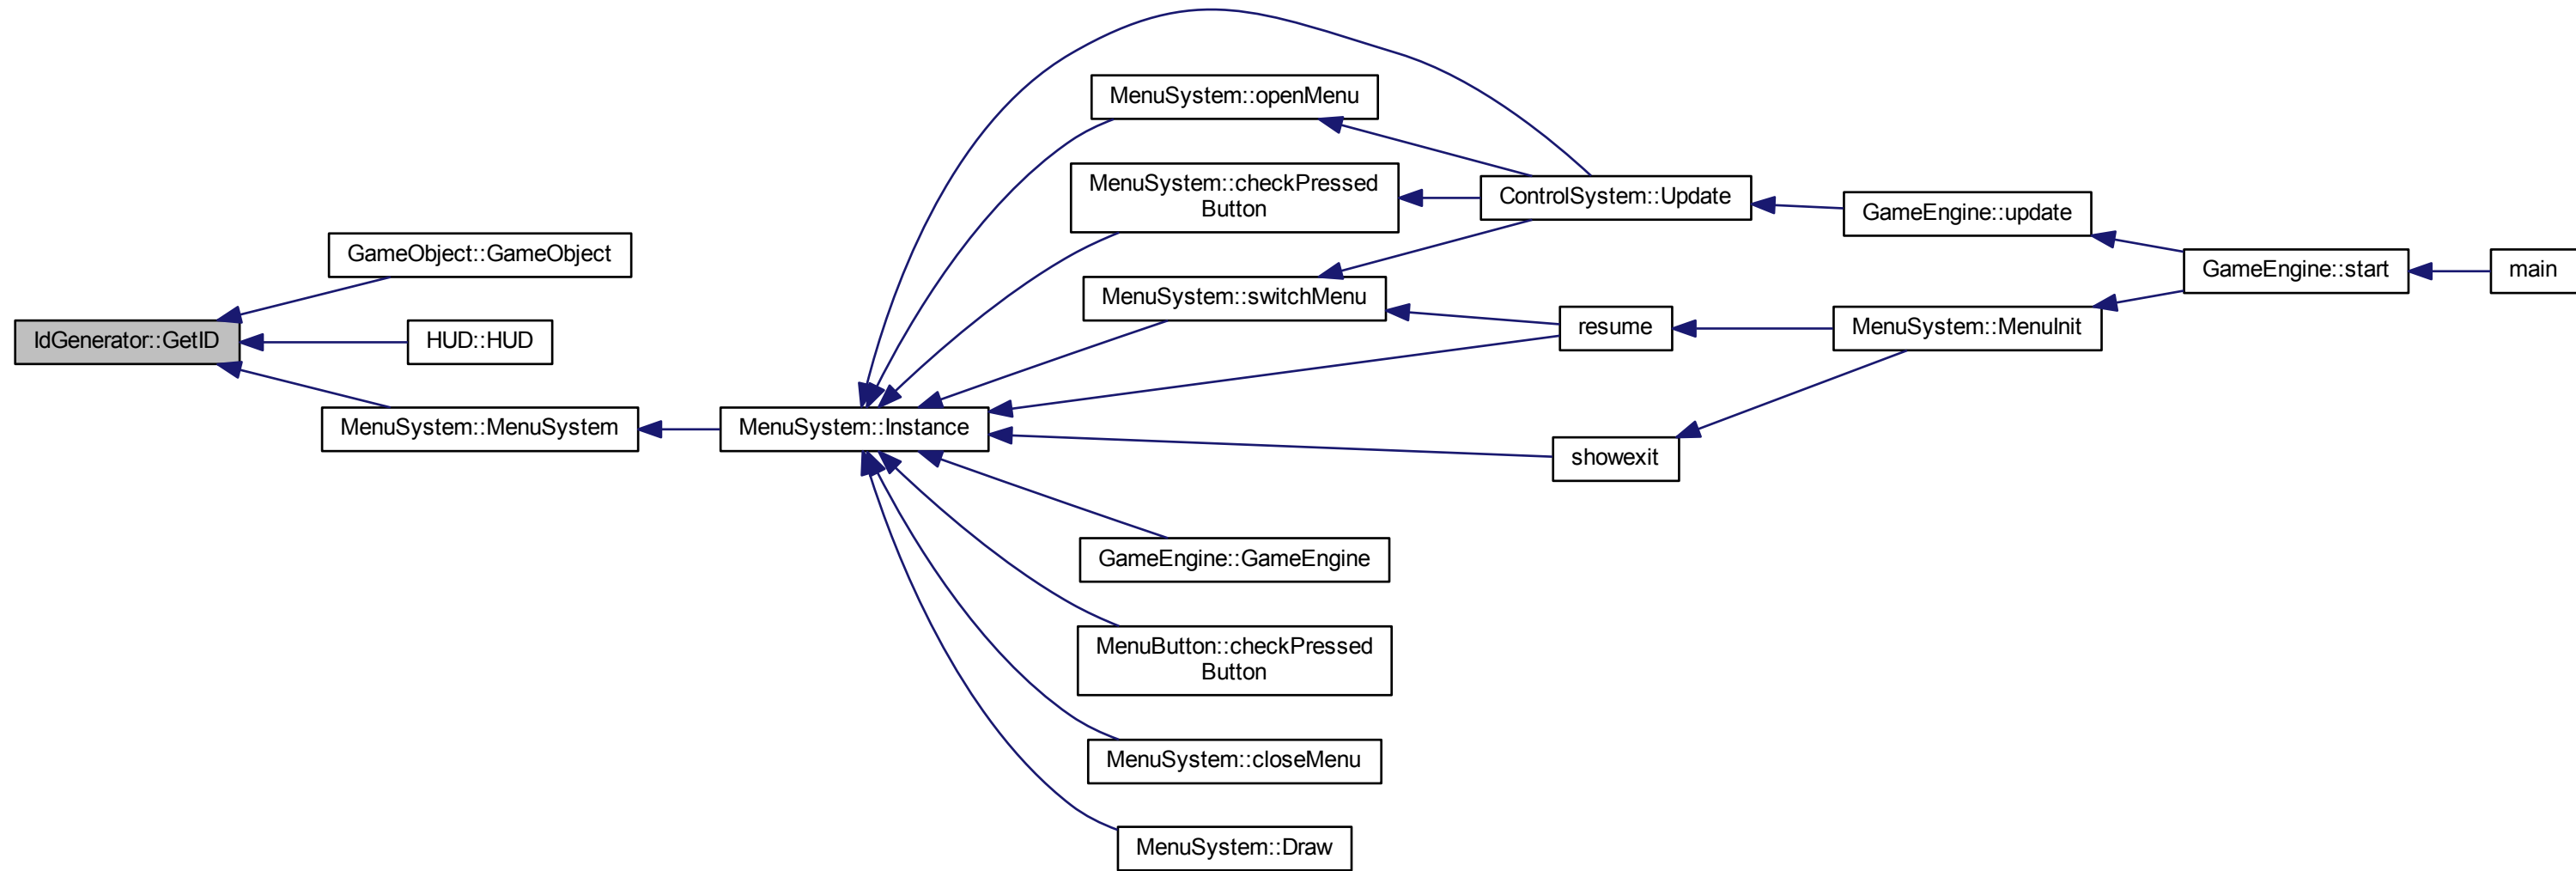 IdGenerator::GetID
GameObject::GameObject
HUD::HUD
MenuSystem::MenuSystem
MenuSystem::Instance
MenuSystem::openMenu
MenuSystem::checkPressed
Button
MenuSystem::switchMenu
GameEngine::GameEngine
MenuButton::checkPressed
Button
MenuSystem::closeMenu
MenuSystem::Draw
ControlSystem::Update
resume
showexit
GameEngine::update
MenuSystem::MenuInit
GameEngine::start
main